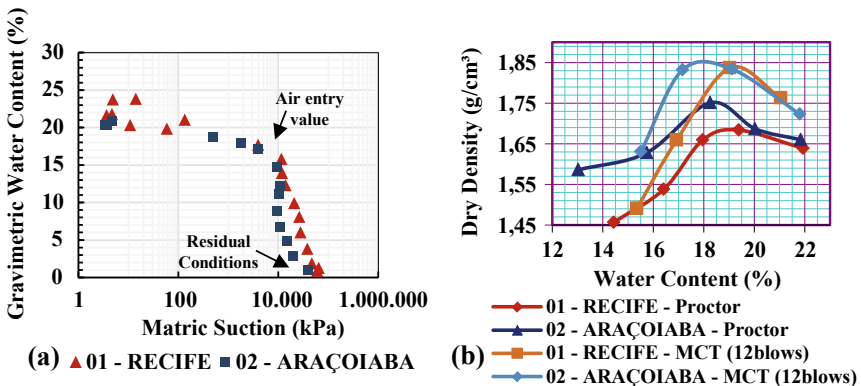 (a)
Gravimetric Water Content (%)
30
25
20
15
10
5
0
Air entry
value
Residual
Conditions
1 100 10.000 1.000.000
Matric Suction (kPa)
01 - RECIFE 02 - ARAÇOIABA
(b)
Dry Density (g/cm³)
1,85
1,75
1,65
1,55
1,45
12 14 16 18 20 22
Water Content (%)
01 - RECIFE - Proctor
02 - ARAÇOIABA - Proctor
01 - RECIFE - MCT (12blows)
02 - ARAÇOIABA - MCT (12blows)